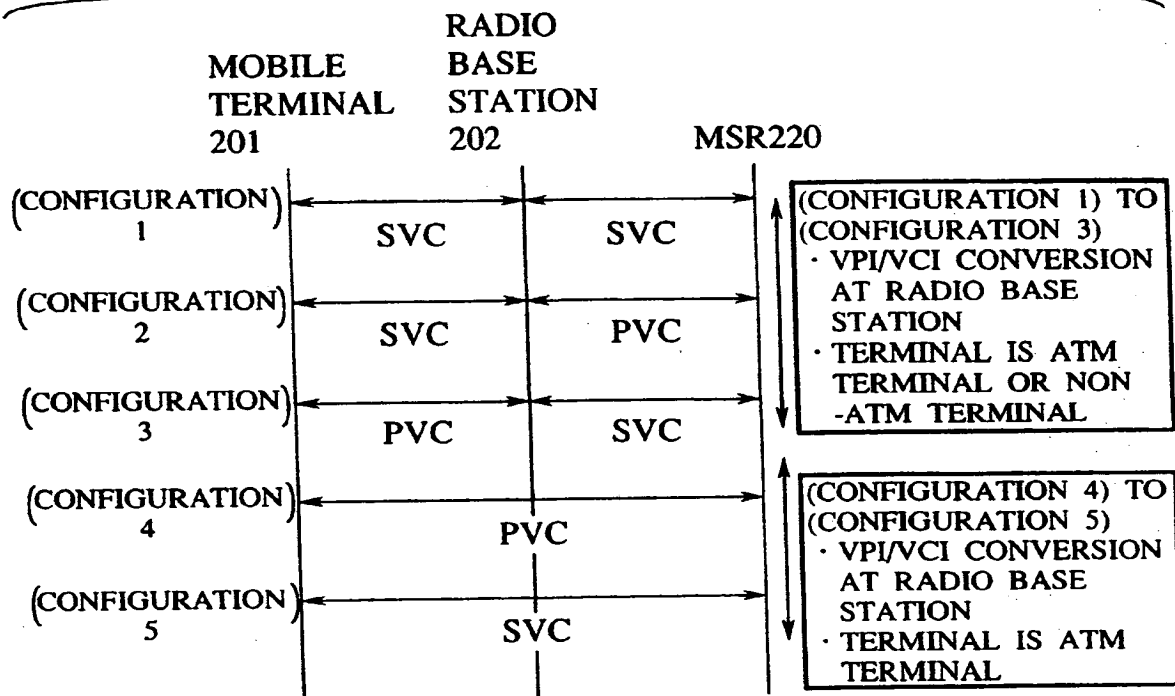 RADIO
BASE
STATION
202
MOBILE
TERMINAL
201
MSR220
(CONFIGURATION)
1
SVC
SVC
(CONFIGURATION)
2
SVC
PVC
(CONFIGURATION)
3
PVC
SVC
(CONFIGURATION)
4
PVC
(CONFIGURATION)
5
SVC
(CONFIGURATION 1) TO
(CONFIGURATION 3)
· VPI/VCI CONVERSION
AT RADIO BASE
STATION
· TERMINAL IS ATM
TERMINAL OR NON
-ATM TERMINAL
(CONFIGURATION 4) TO
(CONFIGURATION 5)
· VPI/VCI CONVERSION
AT RADIO BASE
STATION
· TERMINAL IS ATM
TERMINAL